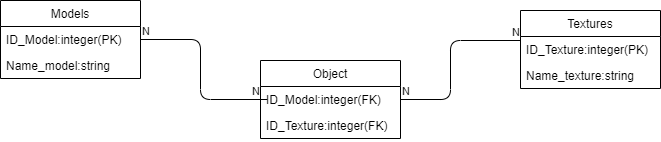 Models
ID_Model:integer(PK)
Name_model:string
N
Object
N
ID_Model:integer(FK)
N
ID_Texture:integer(FK)
Textures
N
ID_Texture:integer(PK)
Name_texture:string